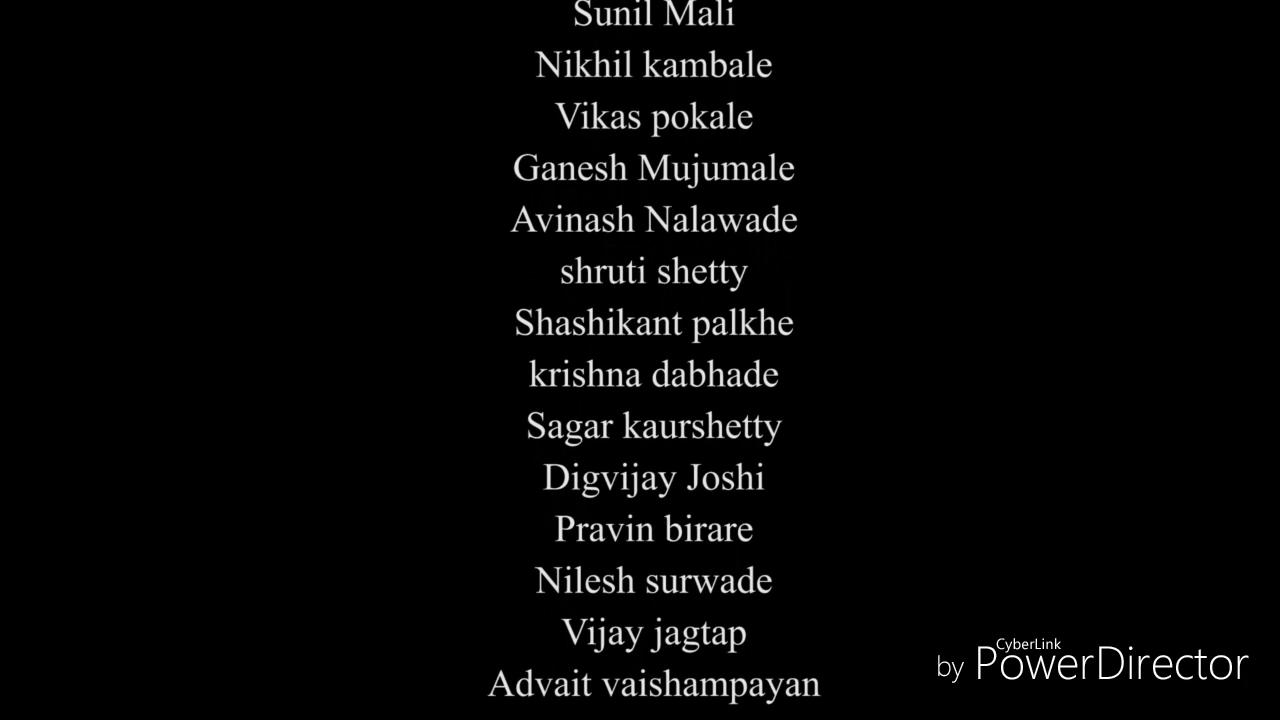 Sunil Mali
Nikhil kambale
Vikas pokale
Ganesh Mujumale
Avinash Nalawade
shruti shetty
Shashikant palkhe
krishna dabhade
Sagar kaurshetty
Digvijay Joshi
Pravin birare
Nilesh surwade
Vijay jagtap
Advait vaishampayan
CyberLink
by PowerDirector